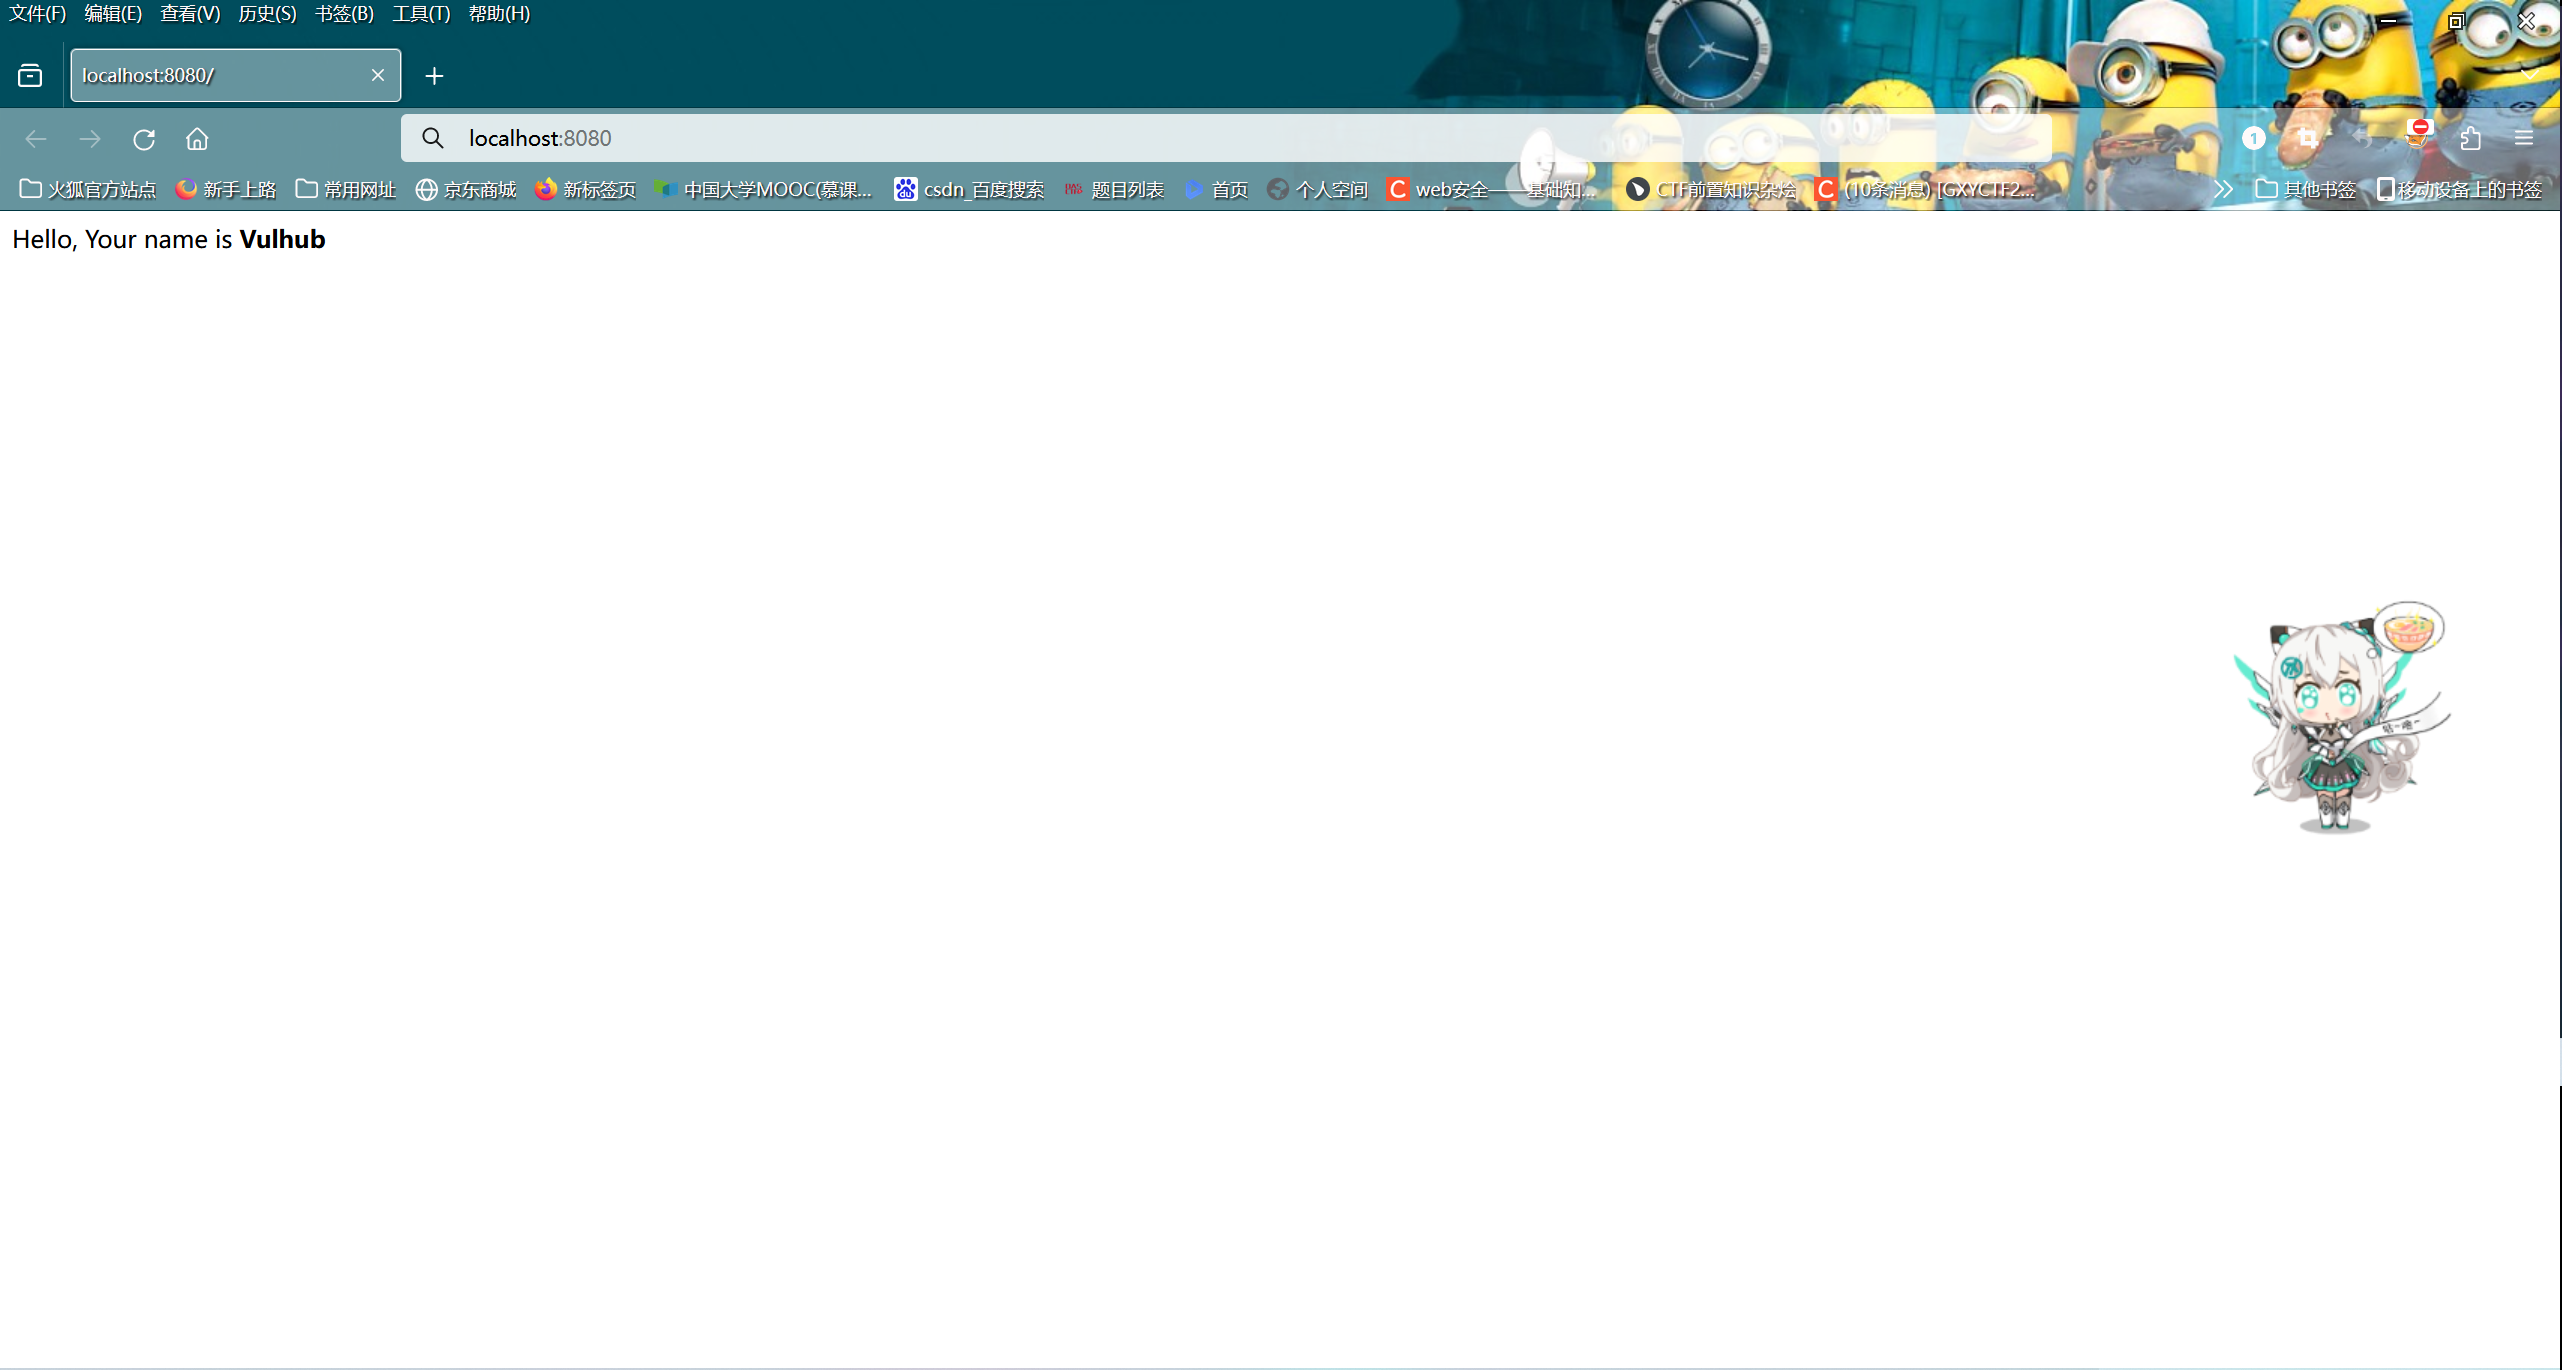 文件(F) 编辑(E) 查看(V) 历史(S) 书签(B) 工具(T) 帮助(H)
localhost:8080/
localhost:8080
火狐官方站点 新手上路 常用网址 京东商城 新标签页 中国大学MOOC(慕课... csdn_百度搜索 题目列表 首页 个人空间 web安全——基础知... CTF前置知识杂烩 (10条消息) [GXYCTF2... 其他书签 移动设备上的书签
Hello, Your name is Vulhub